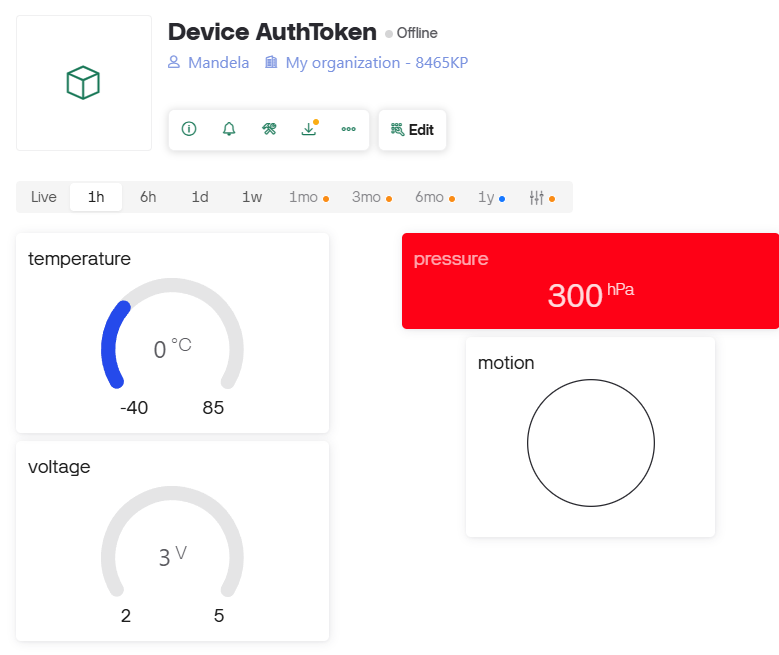 Device AuthToken Offline
Mandela My organization - 8465KP
Edit
Live 1h 6h 1d 1w 1mo 3mo 6mo 1y
temperature
0 °C
-40 85
pressure
300 hPa
motion
voltage
3 V
2 5